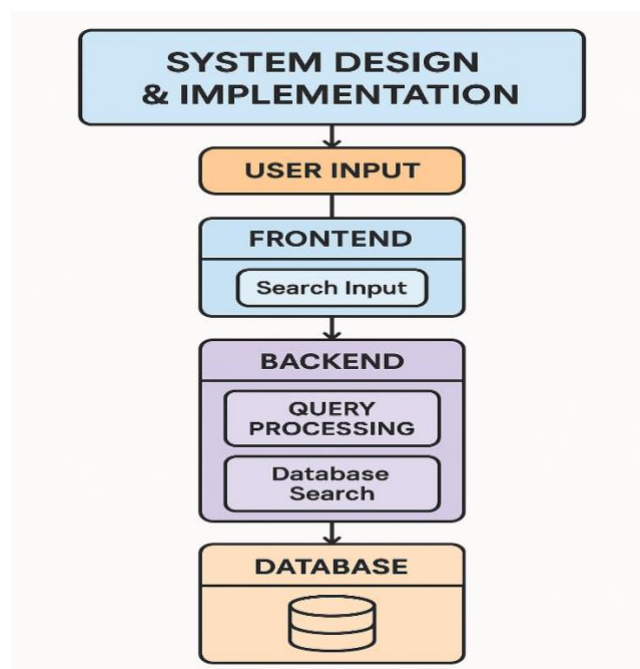 SYSTEM DESIGN
& IMPLEMENTATION
USER INPUT
FRONTEND
Search Input
BACKEND
QUERY
PROCESSING
Database
Search
DATABASE